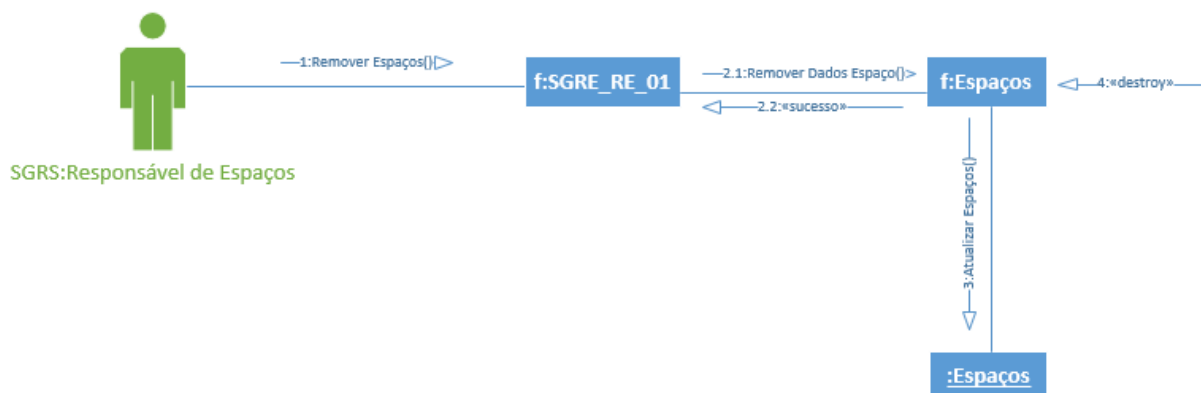 1:Remover Espaços()
f:SGRE_RE_01
2.1:Remover Dados Espaço()
f:Espaços
4:«destroy»
2.2:«sucesso»
SGRS:Responsável de Espaços
3:Atualizar Espaços()
:Espaços